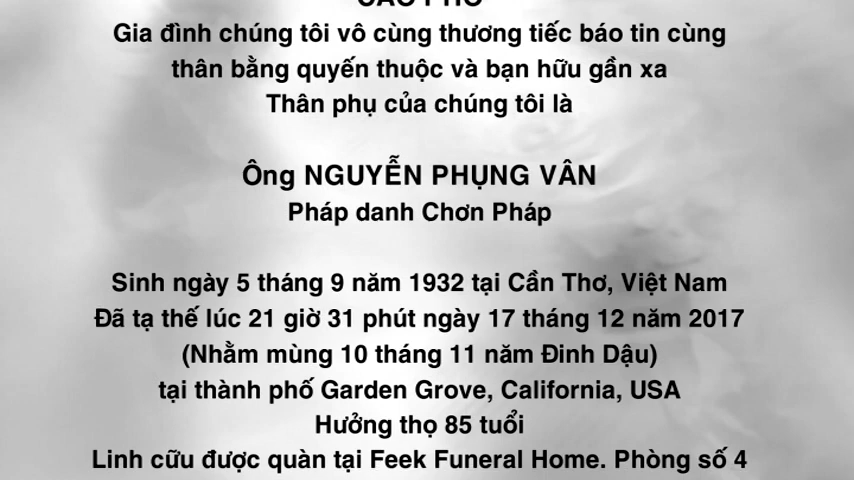 CÁO PHÓ
Gia đình chúng tôi vô cùng thương tiếc báo tin cùng
thân bằng quyến thuộc và bạn hữu gần xa
Thân phụ của chúng tôi là
Ông NGUYỄN PHỤNG VÂN
Pháp danh Chơn Pháp
Sinh ngày 5 tháng 9 năm 1932 tại Cần Thơ, Việt Nam
Đã tạ thế lúc 21 giờ 31 phút ngày 17 tháng 12 năm 2017
(Nhằm mùng 10 tháng 11 năm Đinh Dậu)
tại thành phố Garden Grove, California, USA
Hưởng thọ 85 tuổi
Linh cữu được quàn tại Feek Funeral Home. Phòng số 4